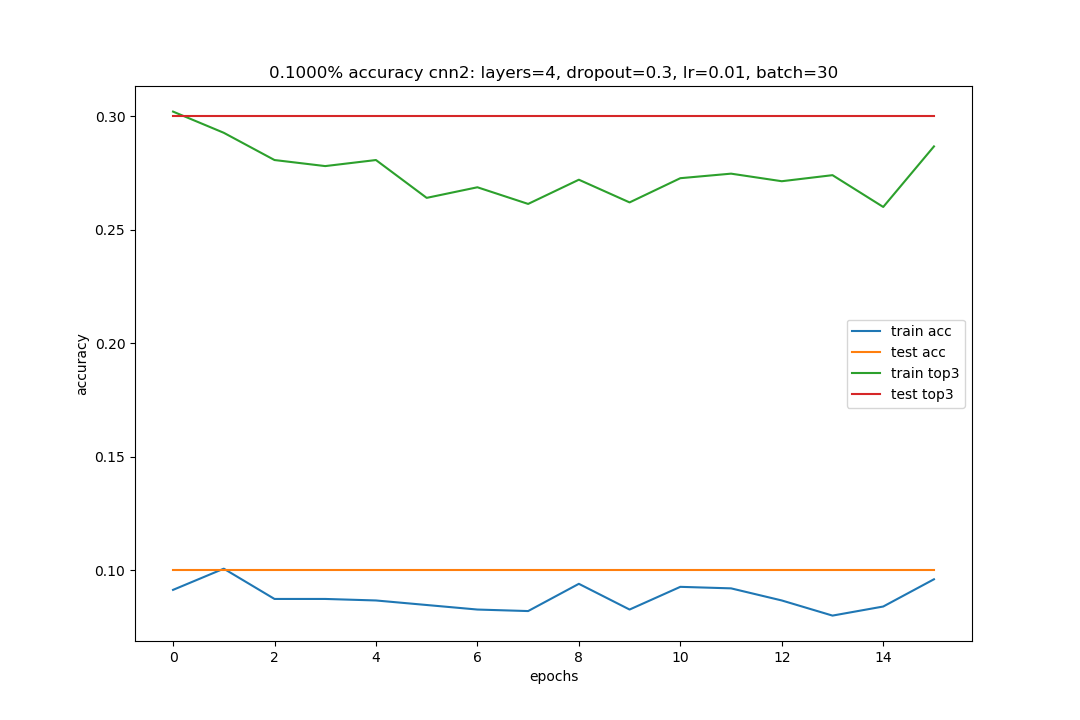 0.1000% accuracy cnn2: layers=4, dropout=0.3, lr=0.01, batch=30
0.30
0.25
0.20
0.15
0.10
accuracy
train acc
test acc
train top3
test top3
0 2 4 6 8 10 12 14
epochs